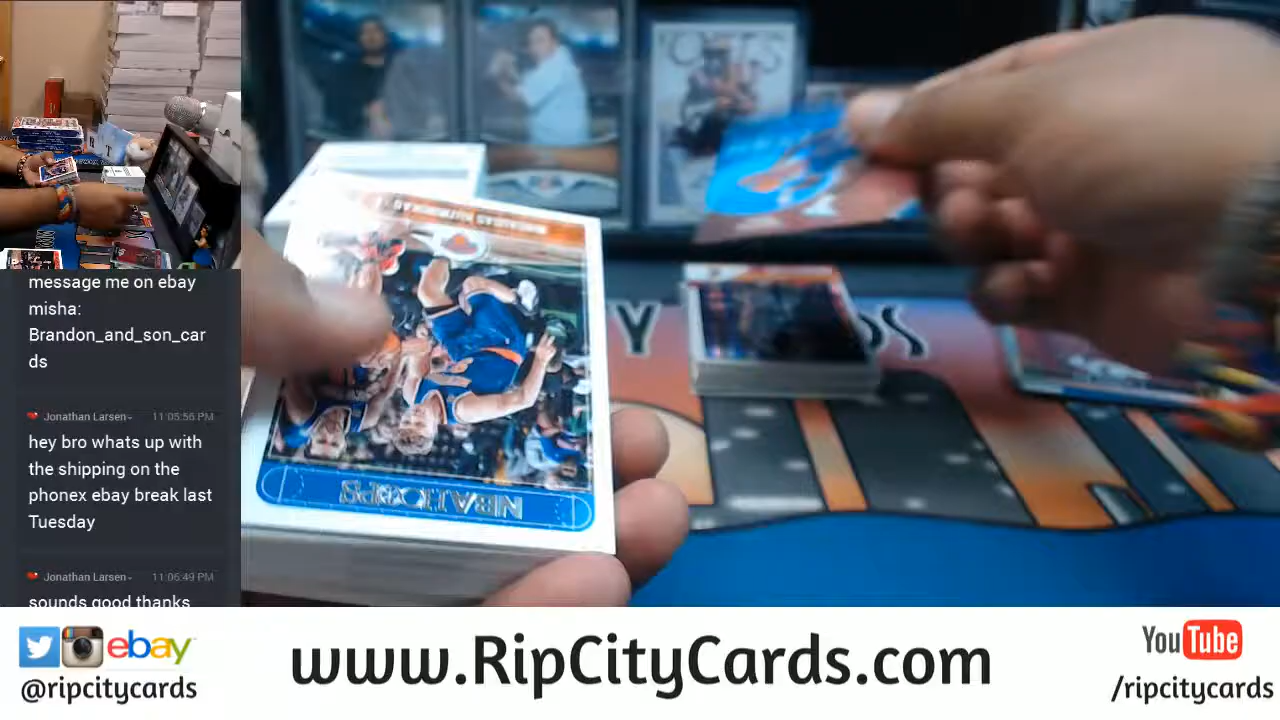 message me on ebay
misha:
Brandon_and_son_car
ds
Jonathan Larsen 11:05:56 PM
hey bro whats up with
the shipping on the
phonex ebay break last
Tuesday
Jonathan Larsen 11:06:49 PM
sounds good thanks
NBA HOOPS
ebay
@ripcitycards
www.RipCityCards.com
YouTube
/ripcitycards